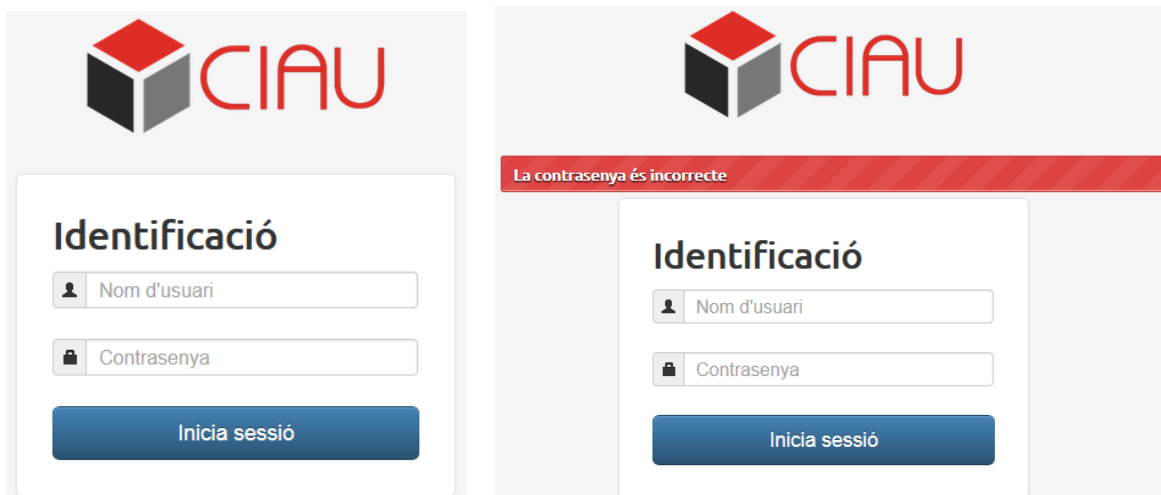 CIAU
Identificació
Nom d'usuari
Contrasenya
Inicia sessió
CIAU
La contrasenya és incorrecte
Identificació
Nom d'usuari
Contrasenya
Inicia sessió